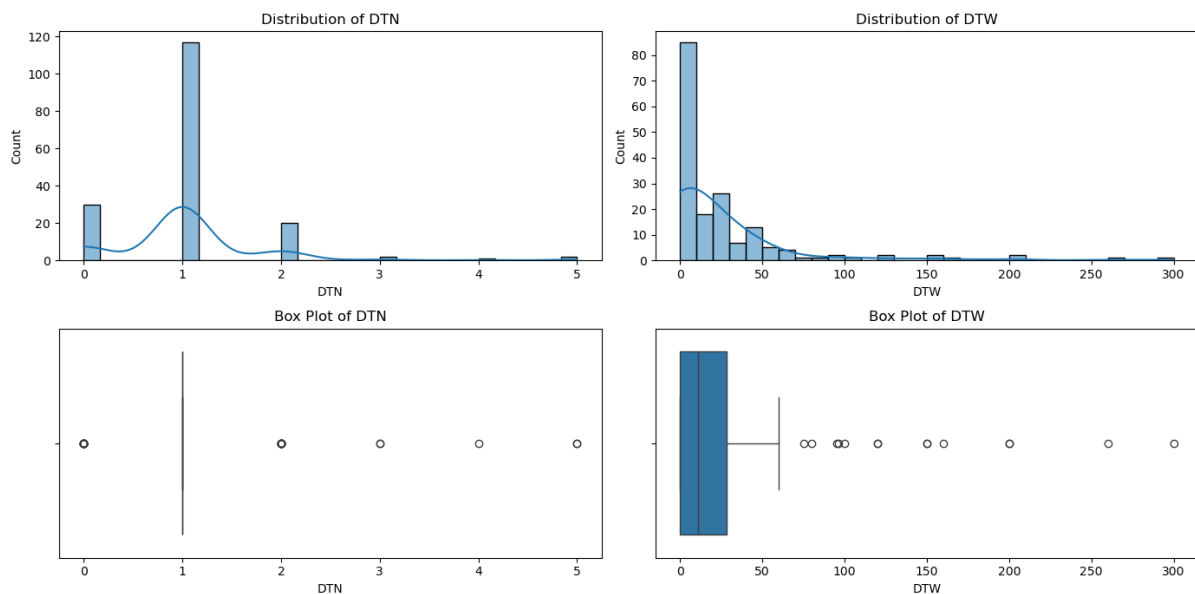 Distribution of DTN
120
100
80
60
40
20
0
Count
0 1 2 3 4 5
DTN
Distribution of DTW
80
70
60
50
40
30
20
10
0
Count
0 50 100 150 200 250 300
DTW
Box Plot of DTN
0 1 2 3 4 5
DTN
Box Plot of DTW
0 50 100 150 200 250 300
DTW